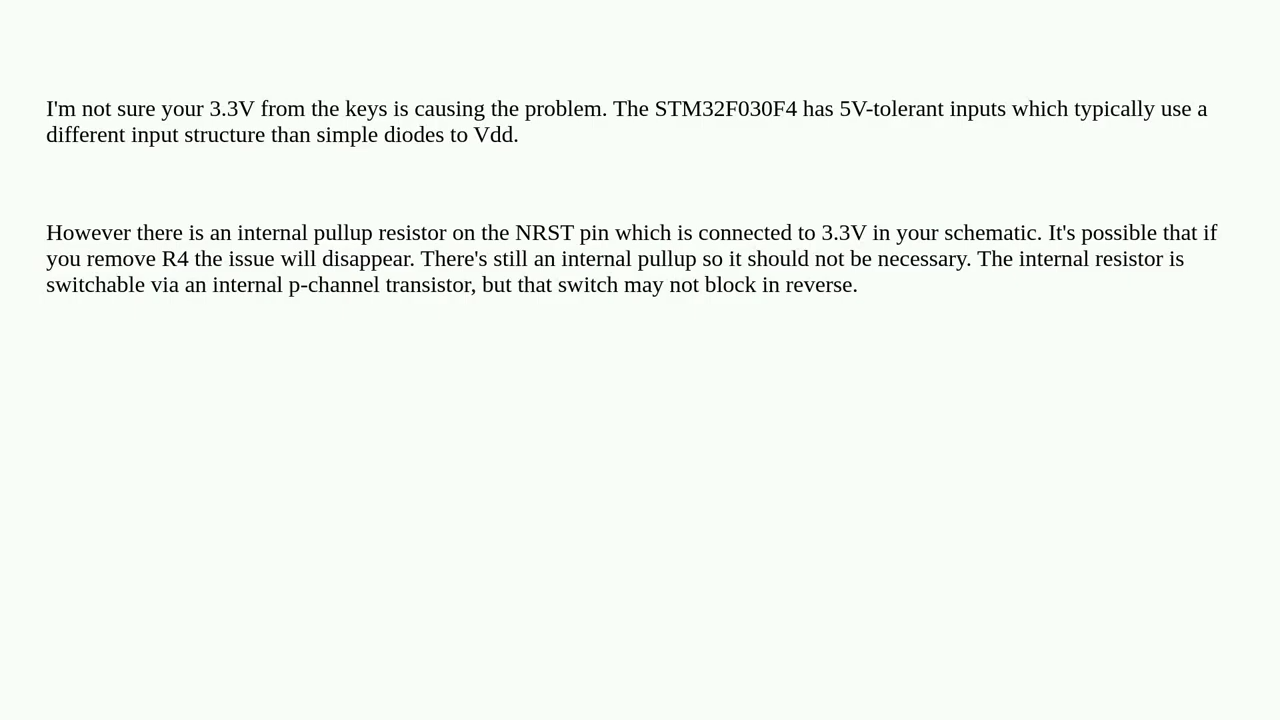 I'm not sure your 3.3V from the keys is causing the problem. The STM32F030F4 has 5V-tolerant inputs which typically use a
different input structure than simple diodes to Vdd.
However there is an internal pullup resistor on the NRST pin which is connected to 3.3V in your schematic. It's possible that if
you remove R4 the issue will disappear. There's still an internal pullup so it should not be necessary. The internal resistor is
switchable via an internal p-channel transistor, but that switch may not block in reverse.